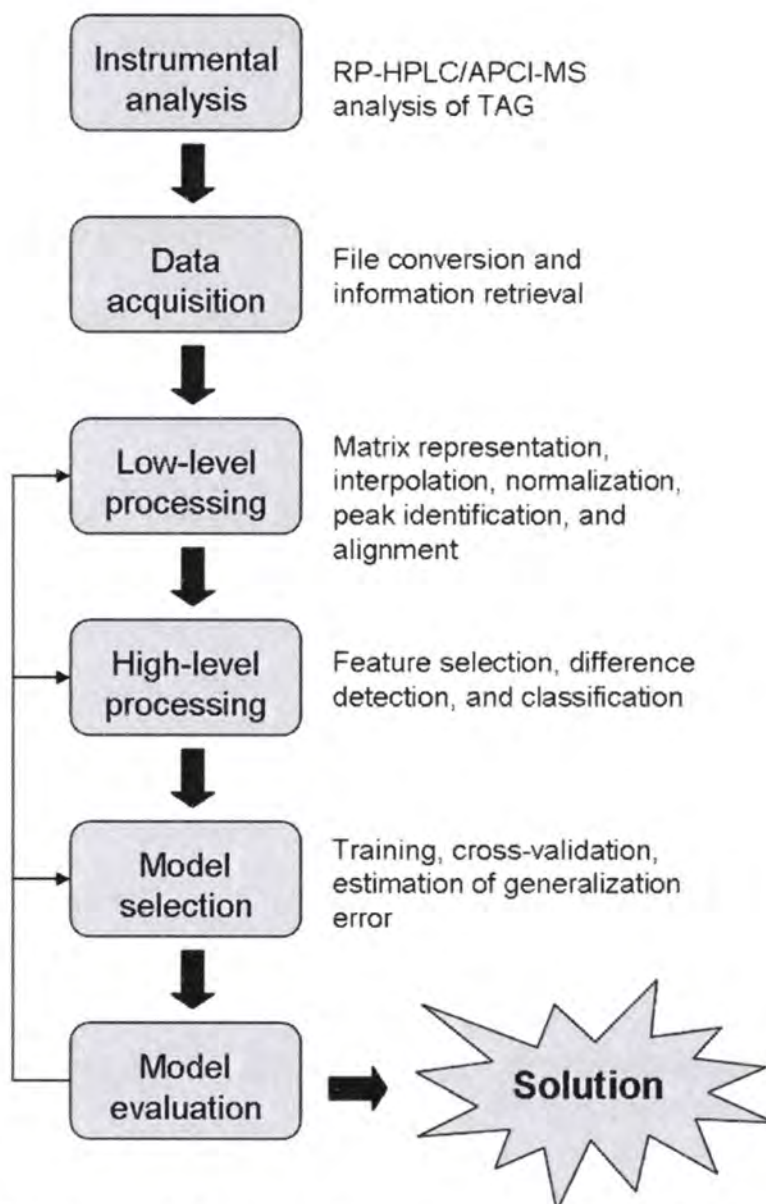 Instrumental
analysis
RP-HPLC/APCI-MS
analysis of TAG
Data
acquisition
File conversion and
information retrieval
Low-level
processing
Matrix representation,
interpolation, normalization,
peak identification, and
alignment
High-level
processing
Feature selection, difference
detection, and classification
Model
selection
Training, cross-validation,
estimation of generalization
error
Model
evaluation
Solution